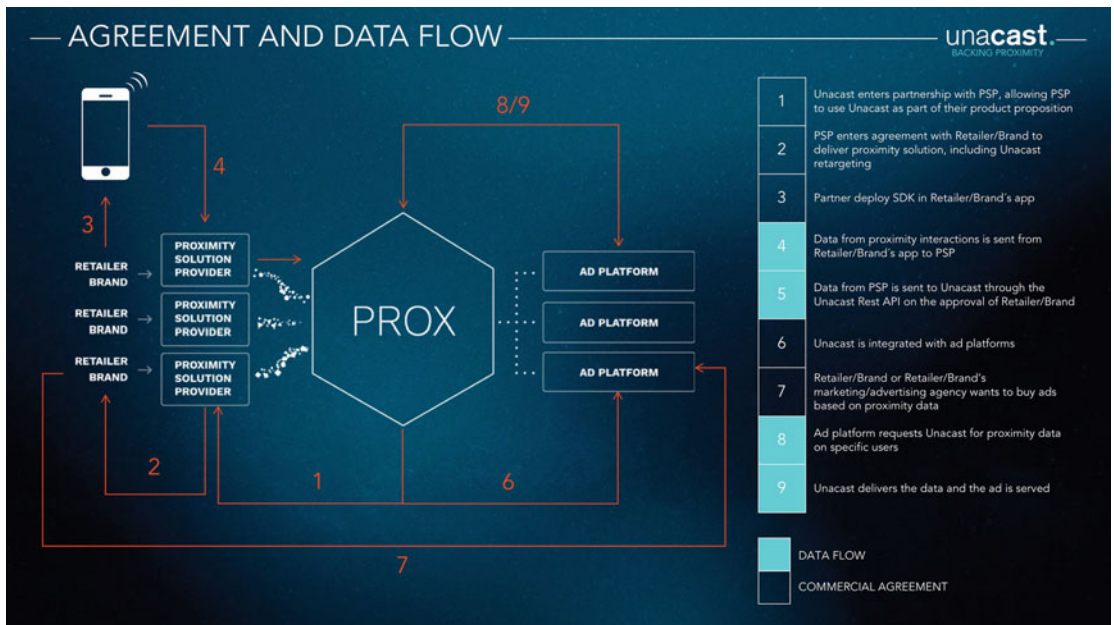 AGREEMENT AND DATA FLOW
unacast.
BACKING PROXIMITY
8/9
4
3
RETAILER
BRAND
PROXIMITY
SOLUTION
PROVIDER
RETAILER
BRAND
PROXIMITY
SOLUTION
PROVIDER
RETAILER
BRAND
PROXIMITY
SOLUTION
PROVIDER
PROX
AD PLATFORM
AD PLATFORM
AD PLATFORM
2
1
6
7
1
Unacast enters partnership with PSP, allowing PSP
to use Unacast as part of their product proposition
2
PSP enters agreement with Retailer/Brand to
deliver proximity solution, including Unacast
retargeting
3
Partner deploy SDK in Retailer/Brand´s app
4
Data from proximity interactions is sent from
Retailer/Brand´s app to PSP
5
Data from PSP is sent to Unacast through the
Unacast Rest API on the approval of Retailer/Brand
6
Unacast is integrated with ad platforms
7
Retailer/Brand or Retailer/Brand's
marketing/advertising agency wants to buy ads
based on proximity data
8
Ad platform requests Unacast for proximity data
on specific users
9
Unacast delivers the data and the ad is served
DATA FLOW
COMMERCIAL AGREEMENT